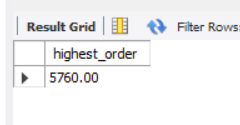 Result Grid Filter Rows:
highest_order
5760.00